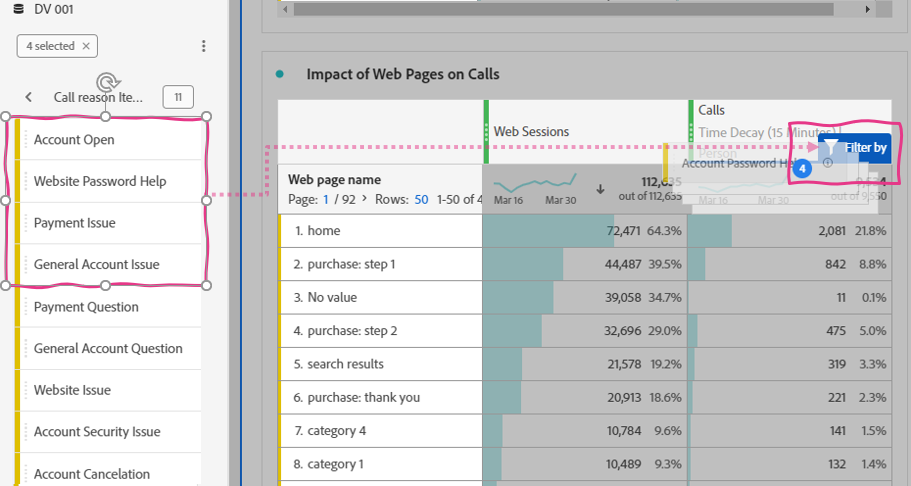 DV 001
4 selected ×
Call reason Ite... 11
Account Open
Website Password Help
Payment Issue
General Account Issue
Payment Question
General Account Question
Website Issue
Account Security Issue
Account Cancelation
Impact of Web Pages on Calls
Web Sessions
Calls
Time Decay (15 Minutes)
Person
Filter by
Account Password Help
4
Web page name
Page: 1 / 92 > Rows: 50 1-50 of 4
Mar 16 Mar 30
112,635
out of 112,635
Mar 16 Mar 30
out of 9,550
1. home 72,471 64.3% 2,081 21.8%
2. purchase: step 1 44,487 39.5% 842 8.8%
3. No value 39,058 34.7% 11 0.1%
4. purchase: step 2 32,696 29.0% 475 5.0%
5. search results 21,578 19.2% 319 3.3%
6. purchase: thank you 20,913 18.6% 221 2.3%
7. category 4 10,784 9.6% 141 1.5%
8. category 1 10,489 9.3% 132 1.4%